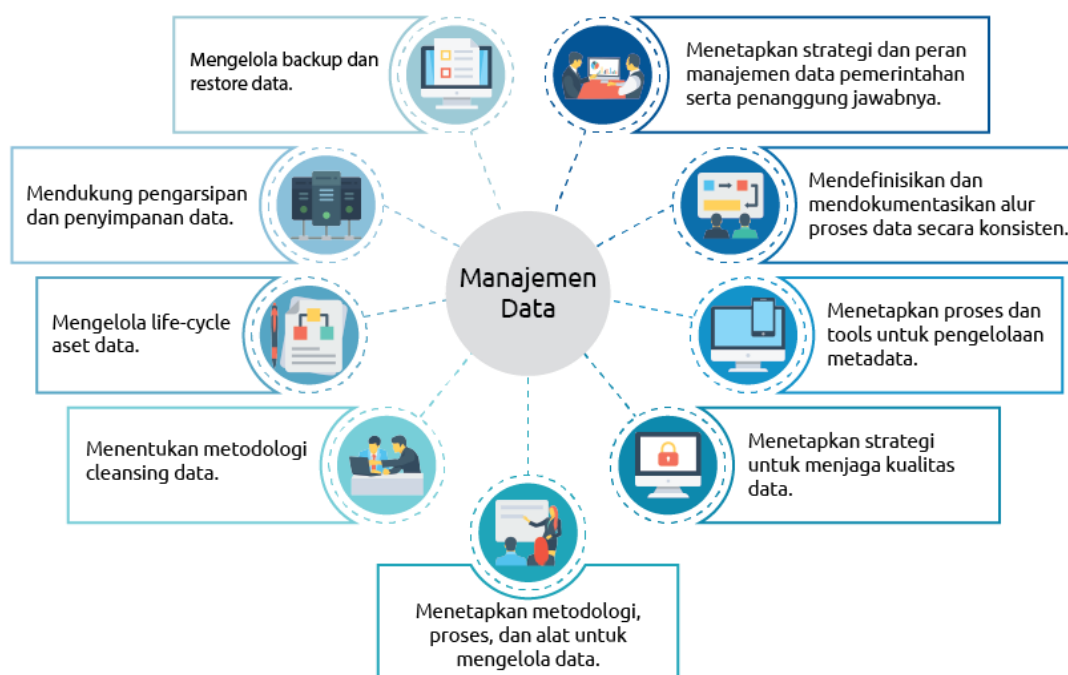 Manajemen
Data
Menetapkan strategi dan peran
manajemen data pemerintahan
serta penanggung jawabnya.
Mendefinisikan dan
mendokumentasikan alur
proses data secara konsisten.
Menetapkan proses dan
tools untuk pengelolaan
metadata.
Menetapkan strategi
untuk menjaga kualitas
data.
Menetapkan metodologi,
proses, dan alat untuk
mengelola data.
Menentukan metodologi
cleansing data.
Mengelola life-cycle
aset data.
Mendukung pengarsipan
dan penyimpanan data.
Mengelola backup dan
restore data.